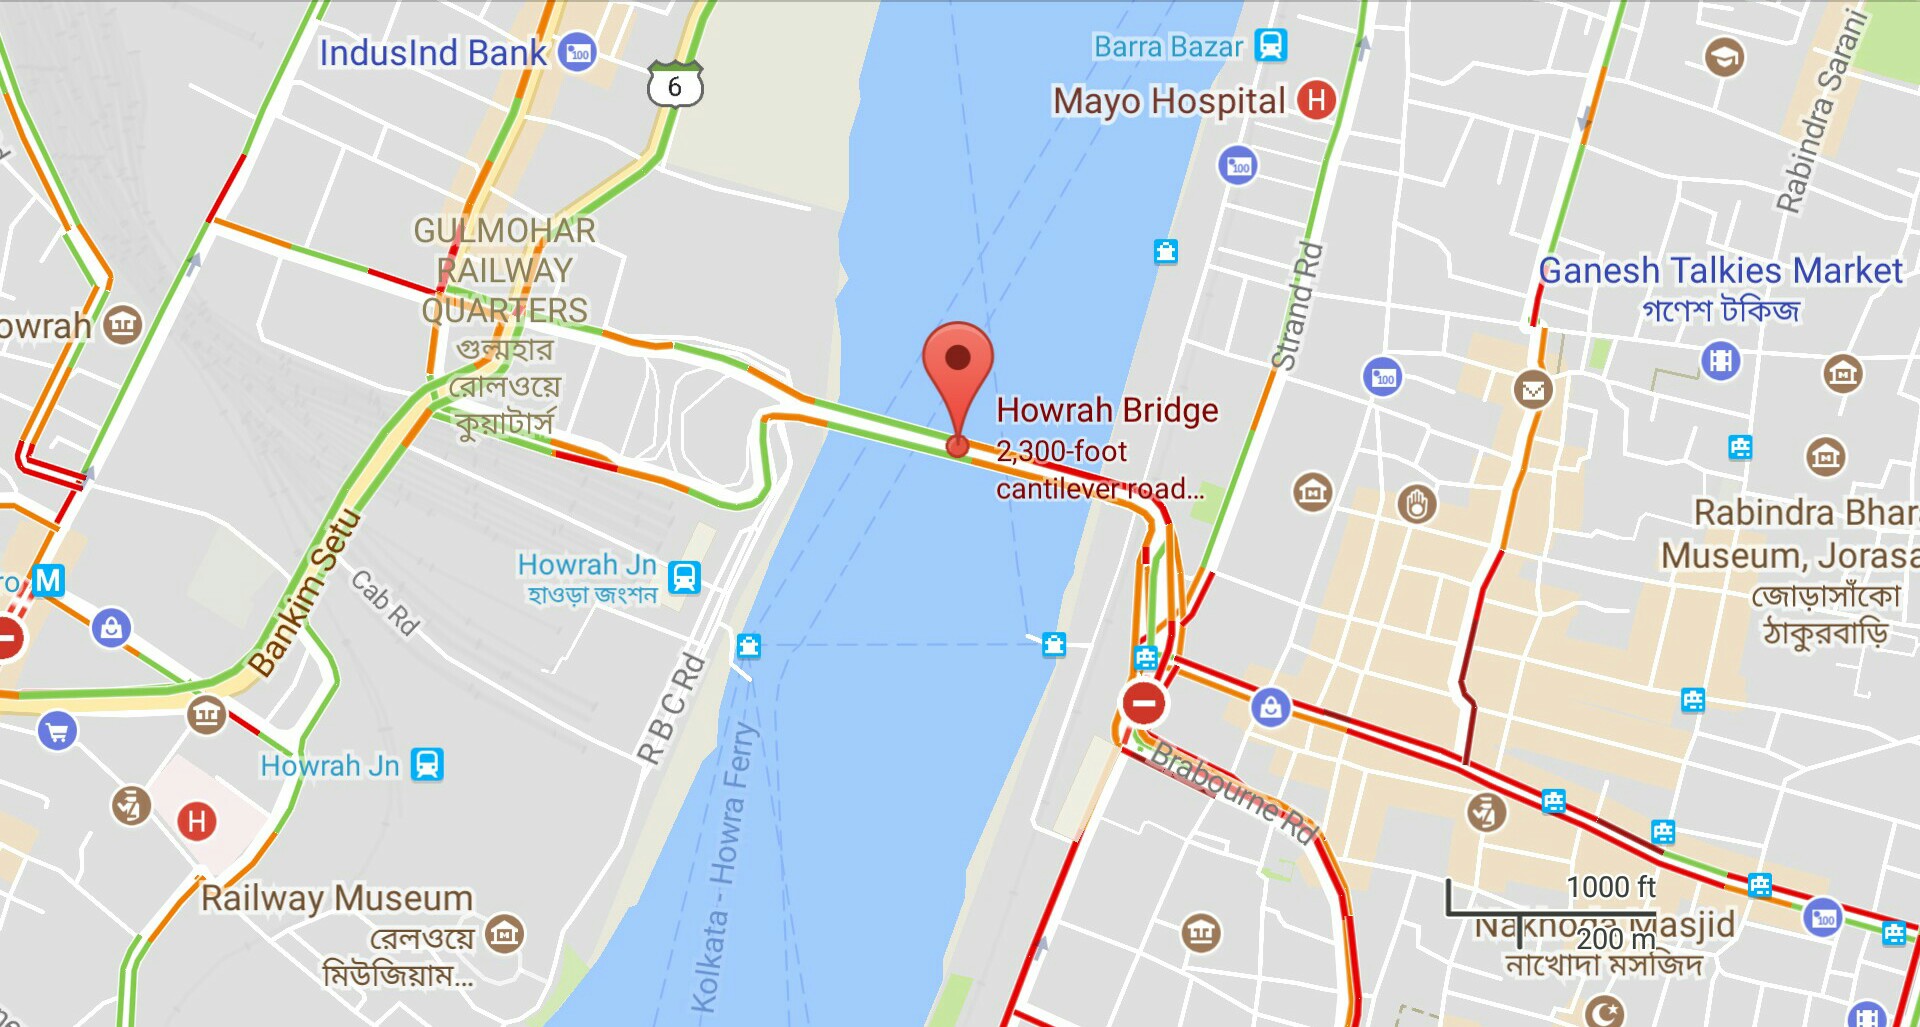 IndusInd Bank
6
Barra Bazar
Mayo Hospital
H
Rabindra Sarani
GULMOHAR
RAILWAY
QUARTERS
গুল্মহার
রেলওয়ে
কুয়াটার্স
owrah
Strand Rd
Ganesh Talkies Market
গণেশ টকিজ
Howrah Bridge
2,300-foot
cantilever road...
Rabindra Bhar
Museum, Jorasa
জোড়াসাঁকো
ঠাকুরবাড়ি
Howrah Jn
হাওড়া জংশন
ro
M
Cab Rd
Bankim Setu
R B C Rd
Howrah Jn
H
Kolkata - Howra Ferry
Brabourne Rd
Railway Museum
রেলওয়ে
মিউজিয়াম...
1000 ft
200 m
Nakhoda Masjid
নাখোদা মসজিদ